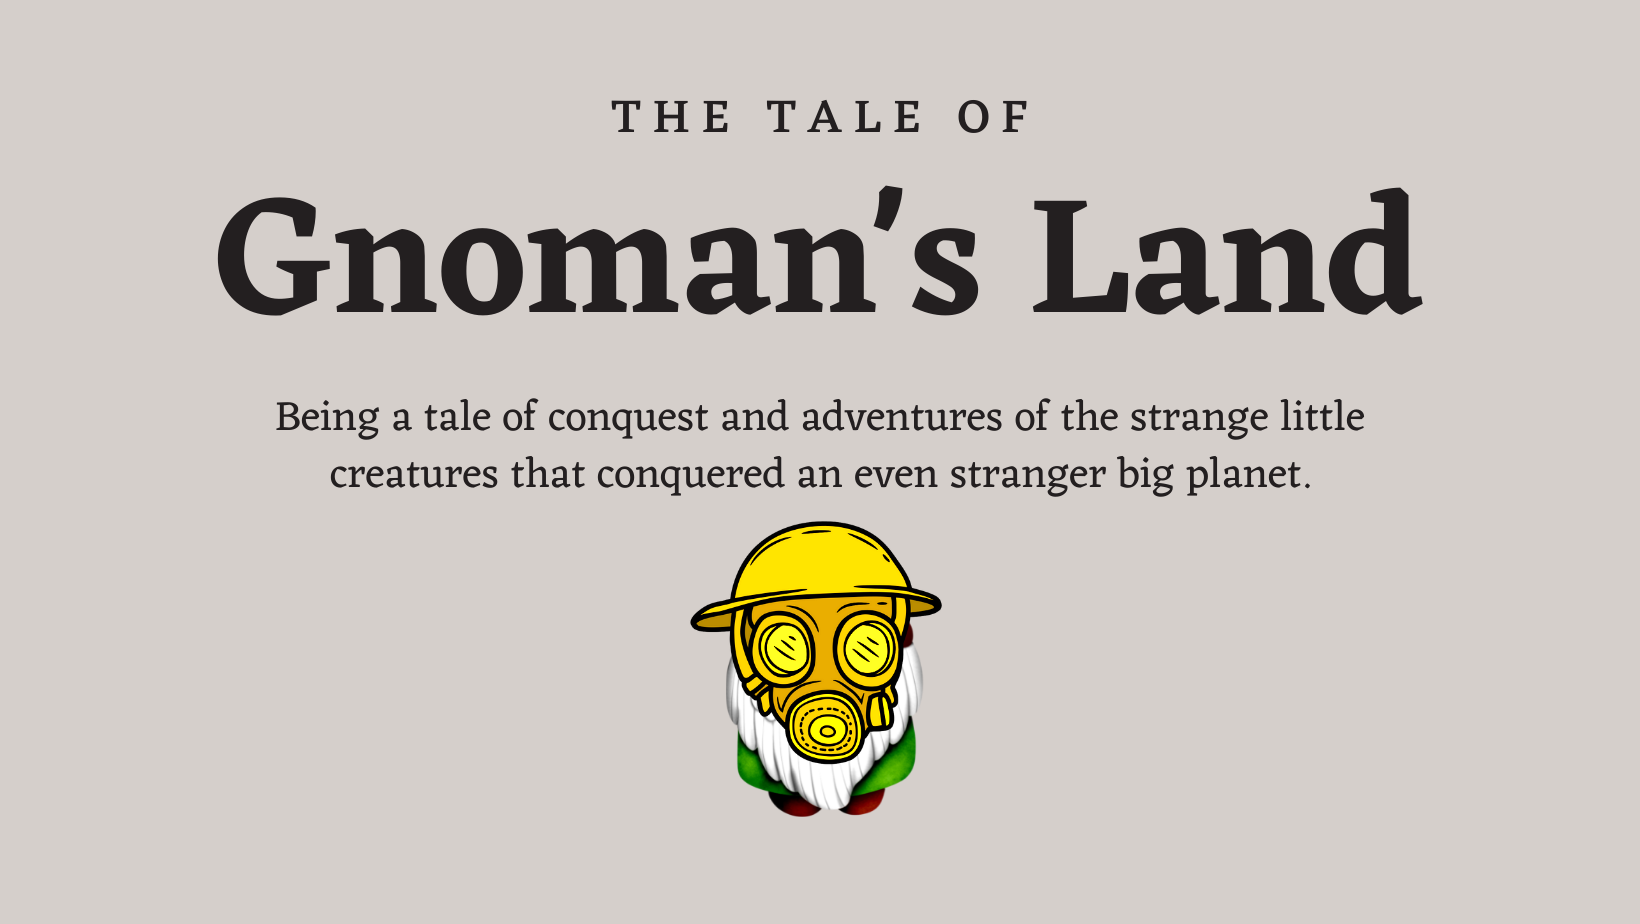 THE TALE OF
Gnoman's Land
Being a tale of conquest and adventures of the strange little
creatures that conquered an even stranger big planet.